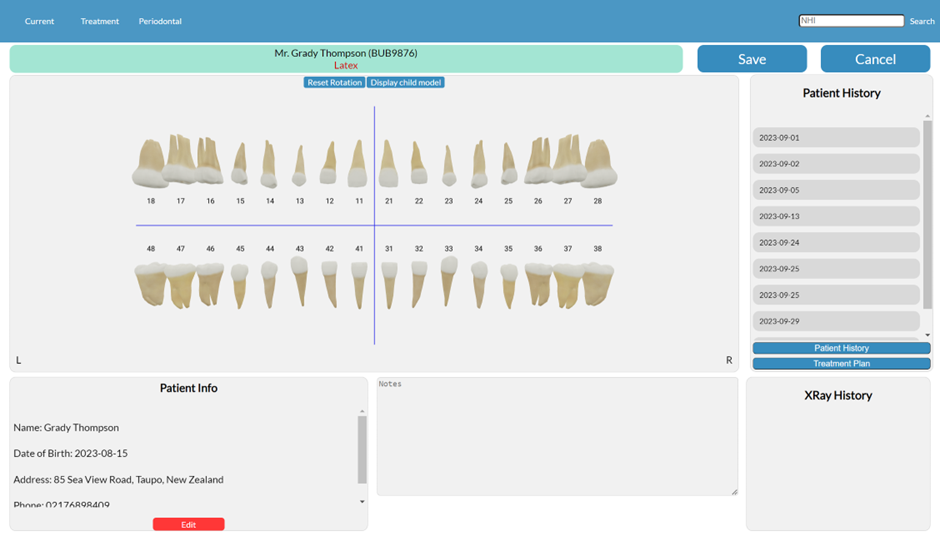 Current Treatment Periodontal NHI Search
Mr. Grady Thompson (BUB9876)
Latex
Save Cancel
Reset Rotation Display child model
18 17 16 15 14 13 12 11 21 22 23 24 25 26 27 28
48 47 46 45 44 43 42 41 31 32 33 34 35 36 37 38
L R
Patient History
2023-09-01
2023-09-02
2023-09-05
2023-09-13
2023-09-24
2023-09-25
2023-09-25
2023-09-29
Patient History
Treatment Plan
Patient Info
Name: Grady Thompson
Date of Birth: 2023-08-15
Address: 85 Sea View Road, Taupo, New Zealand
Phone: 02176898409
Edit
Notes
XRay History